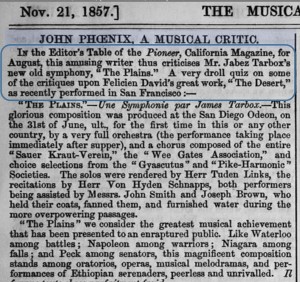 Nov. 21, 1857.] THE MUSICA
JOHN PHŒNIX, A MUSICAL CRITIC.
In the Editor's Table of the Pioneer, California Magazine, for
August, this amusing writer thus criticises Mr. Jabez Tarbox's
new old symphony, "The Plains." A very droll quiz on some
of the critiques upon Felicien David's great work, "The Desert,"
as recently performed in San Francisco:—
"THE PLAINS."—Une Symphonie par James Tarbox.—This
glorious composition was produced at the San Diego Odeon, on
the 31st of June, ult., for the first time in this or any other
country, by a very full orchestra (the performance taking place
immediately after supper), and a chorus composed of the entire
"Sauer Kraut-Verein," the "Wee Gates Association," and
choice selections from the "Gyascutus" and "Pike-Harmonic"
Societies. The solos were rendered by Herr Tuden Links, the
recitations by Herr Von Hyden Schnapps, both performers
being assisted by Messrs. John Smith and Joseph Brown, who
held their coats, fanned them, and furnished water during the
more overpowering passages.
"The Plains" we consider the greatest musical achievement
that has been presented to an enraptured public. Like Waterloo
among battles; Napoleon among warriors; Niagara among
falls; and Peck among senators, this magnificent composition
stands among oratorios, operas, musical melodramas, and per-
formances of Ethiopian serenaders, peerless and unrivalled. Il